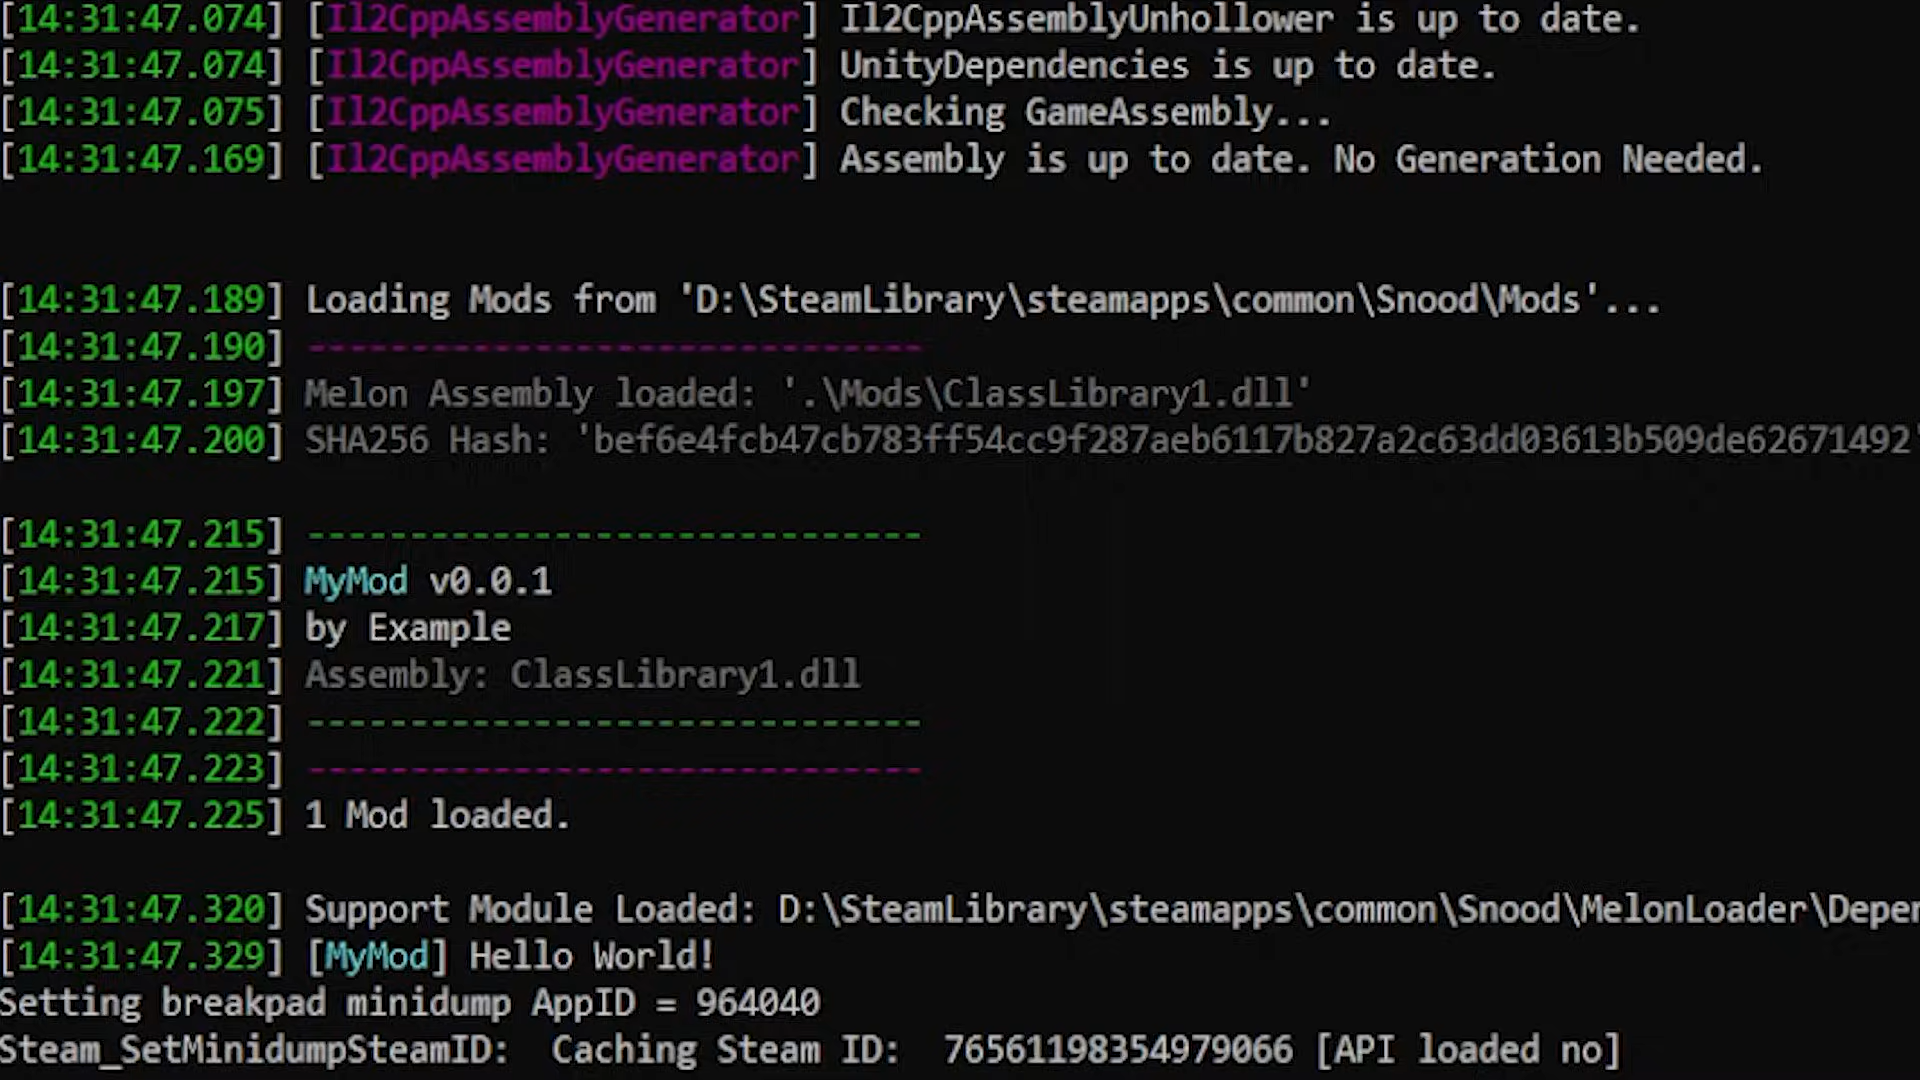 [14:31:47.074] [Il2CppAssemblyGenerator] Il2CppAssemblyUnhollower is up to date.
[14:31:47.074] [Il2CppAssemblyGenerator] UnityDependencies is up to date.
[14:31:47.075] [Il2CppAssemblyGenerator] Checking GameAssembly...
[14:31:47.169] [Il2CppAssemblyGenerator] Assembly is up to date. No Generation Needed.
[14:31:47.189] Loading Mods from 'D:\SteamLibrary\steamapps\common\Snood\Mods'...
[14:31:47.190] ------------------------------
[14:31:47.197] Melon Assembly loaded: '.\Mods\ClassLibrary1.dll'
[14:31:47.200] SHA256 Hash: 'bef6e4fcb47cb783ff54cc9f287aeb6117b827a2c63dd03613b509de62671492'
[14:31:47.215] ------------------------------
[14:31:47.215] MyMod v0.0.1
[14:31:47.217] by Example
[14:31:47.221] Assembly: ClassLibrary1.dll
[14:31:47.222] ------------------------------
[14:31:47.223] ------------------------------
[14:31:47.225] 1 Mod loaded.
[14:31:47.320] Support Module Loaded: D:\SteamLibrary\steamapps\common\Snood\MelonLoader\Depen
[14:31:47.329] [MyMod] Hello World!
Setting breakpad minidump AppID = 964040
Steam_SetMinidumpSteamID:  Caching Steam ID:  76561198354979066 [API loaded no]